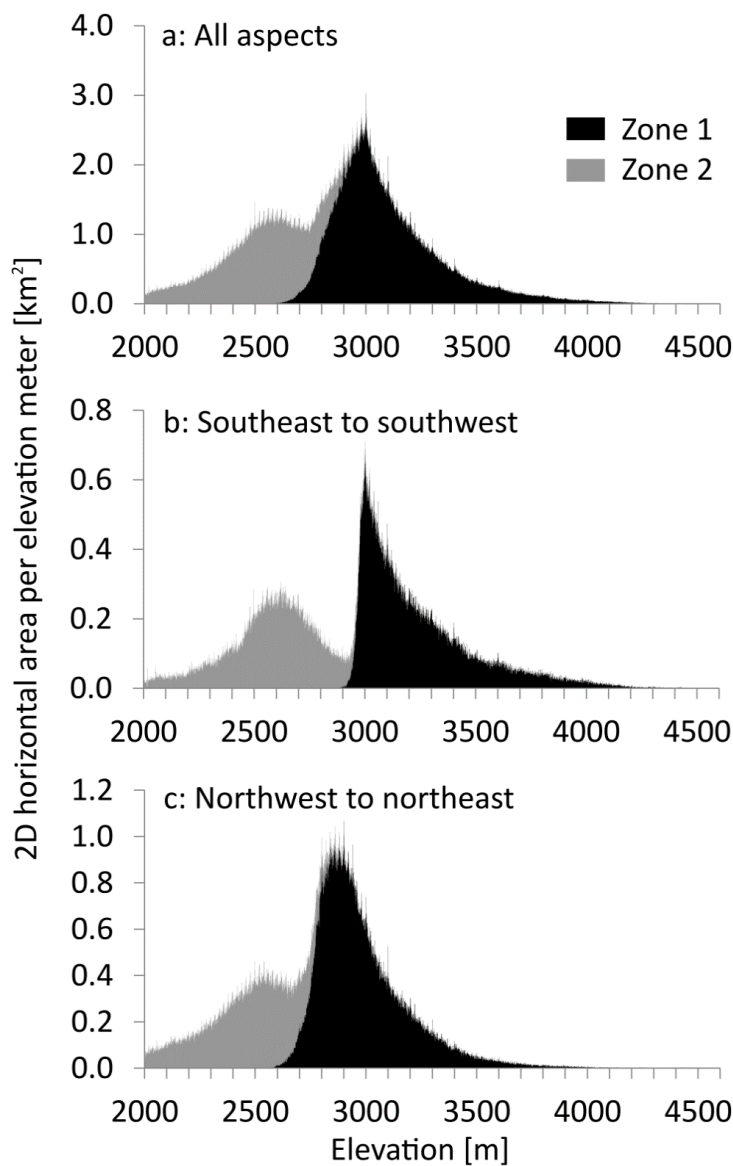 2D horizontal area per elevation meter [km²]
a: All aspects
4.0
3.0
2.0
1.0
0.0
Zone 1
Zone 2
2000 2500 3000 3500 4000 4500
b: Southeast to southwest
0.8
0.6
0.4
0.2
0.0
2000 2500 3000 3500 4000 4500
c: Northwest to northeast
1.2
1.0
0.8
0.6
0.4
0.2
0.0
2000 2500 3000 3500 4000 4500
Elevation [m]